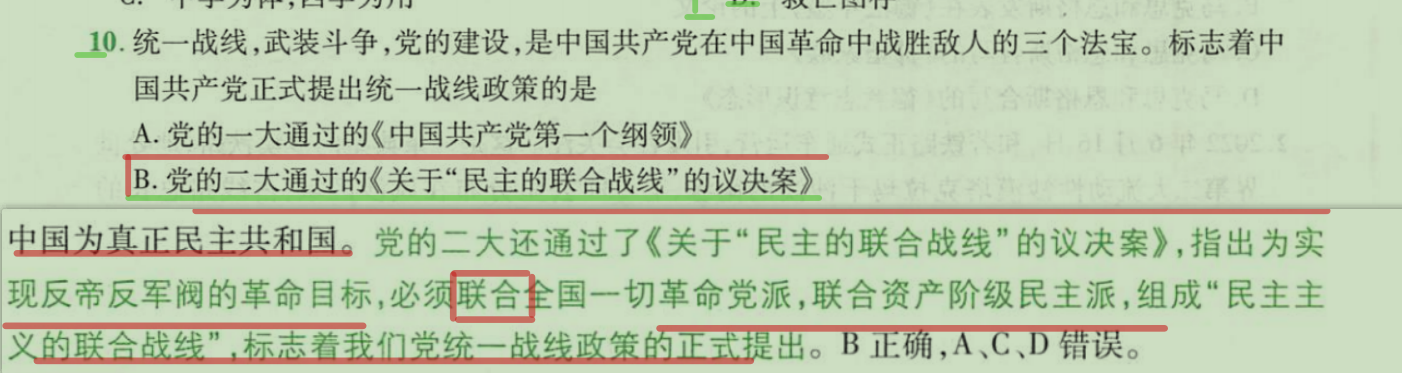 10. 统一战线,武装斗争,党的建设,是中国共产党在中国革命中战胜敌人的三个法宝。标志着中
国共产党正式提出统一战线政策的是
A. 党的一大通过的《中国共产党第一个纲领》
B. 党的一大通过的《关于“民主的联合战线”的议决案》
中国为真正民主共和国。党的二大还通过了《关于“民主的联合战线”的议决案》,指出为实
现反帝反军阀的革命目标,必须联合全国一切革命党派,联合资产阶级民主派,组成“民主主
义的联合战线”,标志着我们党统一战线政策的正式提出。B 正确,A、C、D 错误。